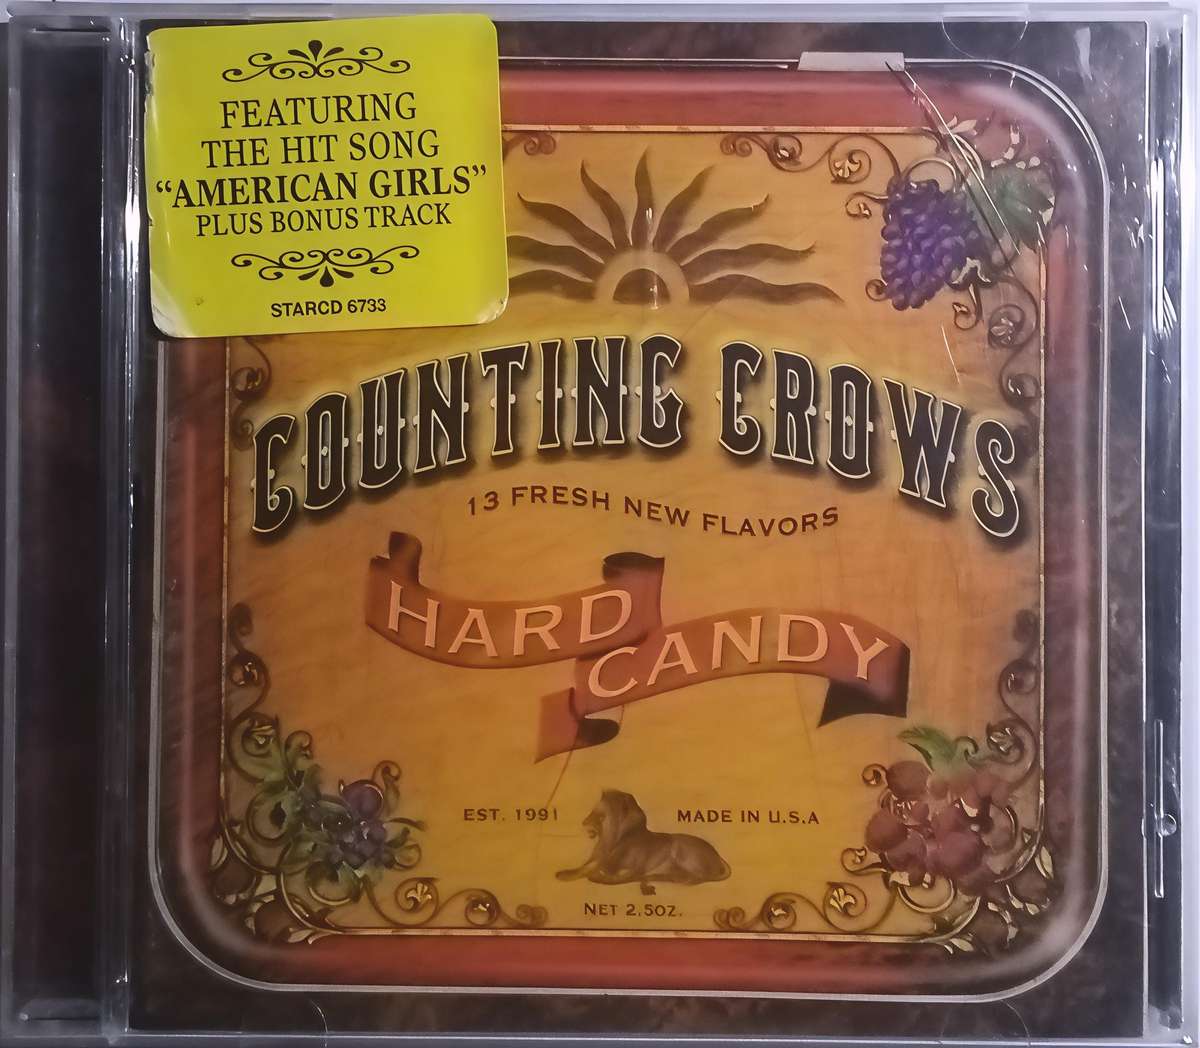 FEATURING
THE HIT SONG
“AMERICAN GIRLS”
PLUS BONUS TRACK
STARCD 6733
COUNTING CROWS
13 FRESH NEW FLAVORS
HARD
CANDY
EST. 1991
MADE IN U.S.A
NET 2.5OZ.